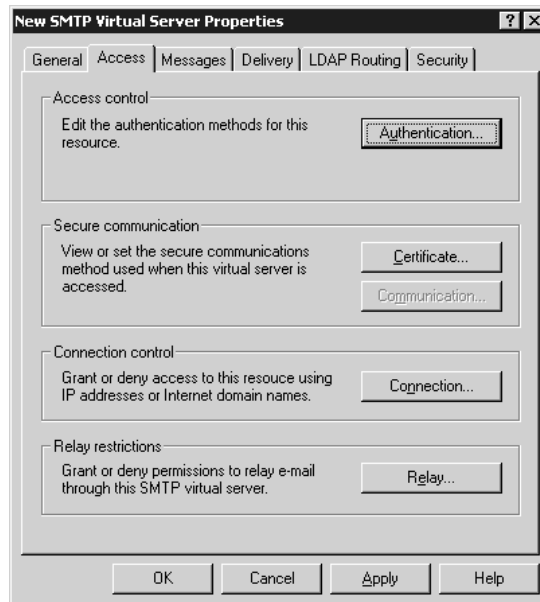 New SMTP Virtual Server Properties
General Access Messages Delivery LDAP Routing Security
Access control
Edit the authentication methods for this
resource.
Authentication...
Secure communication
View or set the secure communications
method used when this virtual server is
accessed.
Certificate...
Communication...
Connection control
Grant or deny access to this resouce using
IP addresses or Internet domain names.
Connection...
Relay restrictions
Grant or deny permissions to relay e-mail
through this SMTP virtual server.
Relay...
OK Cancel Apply Help